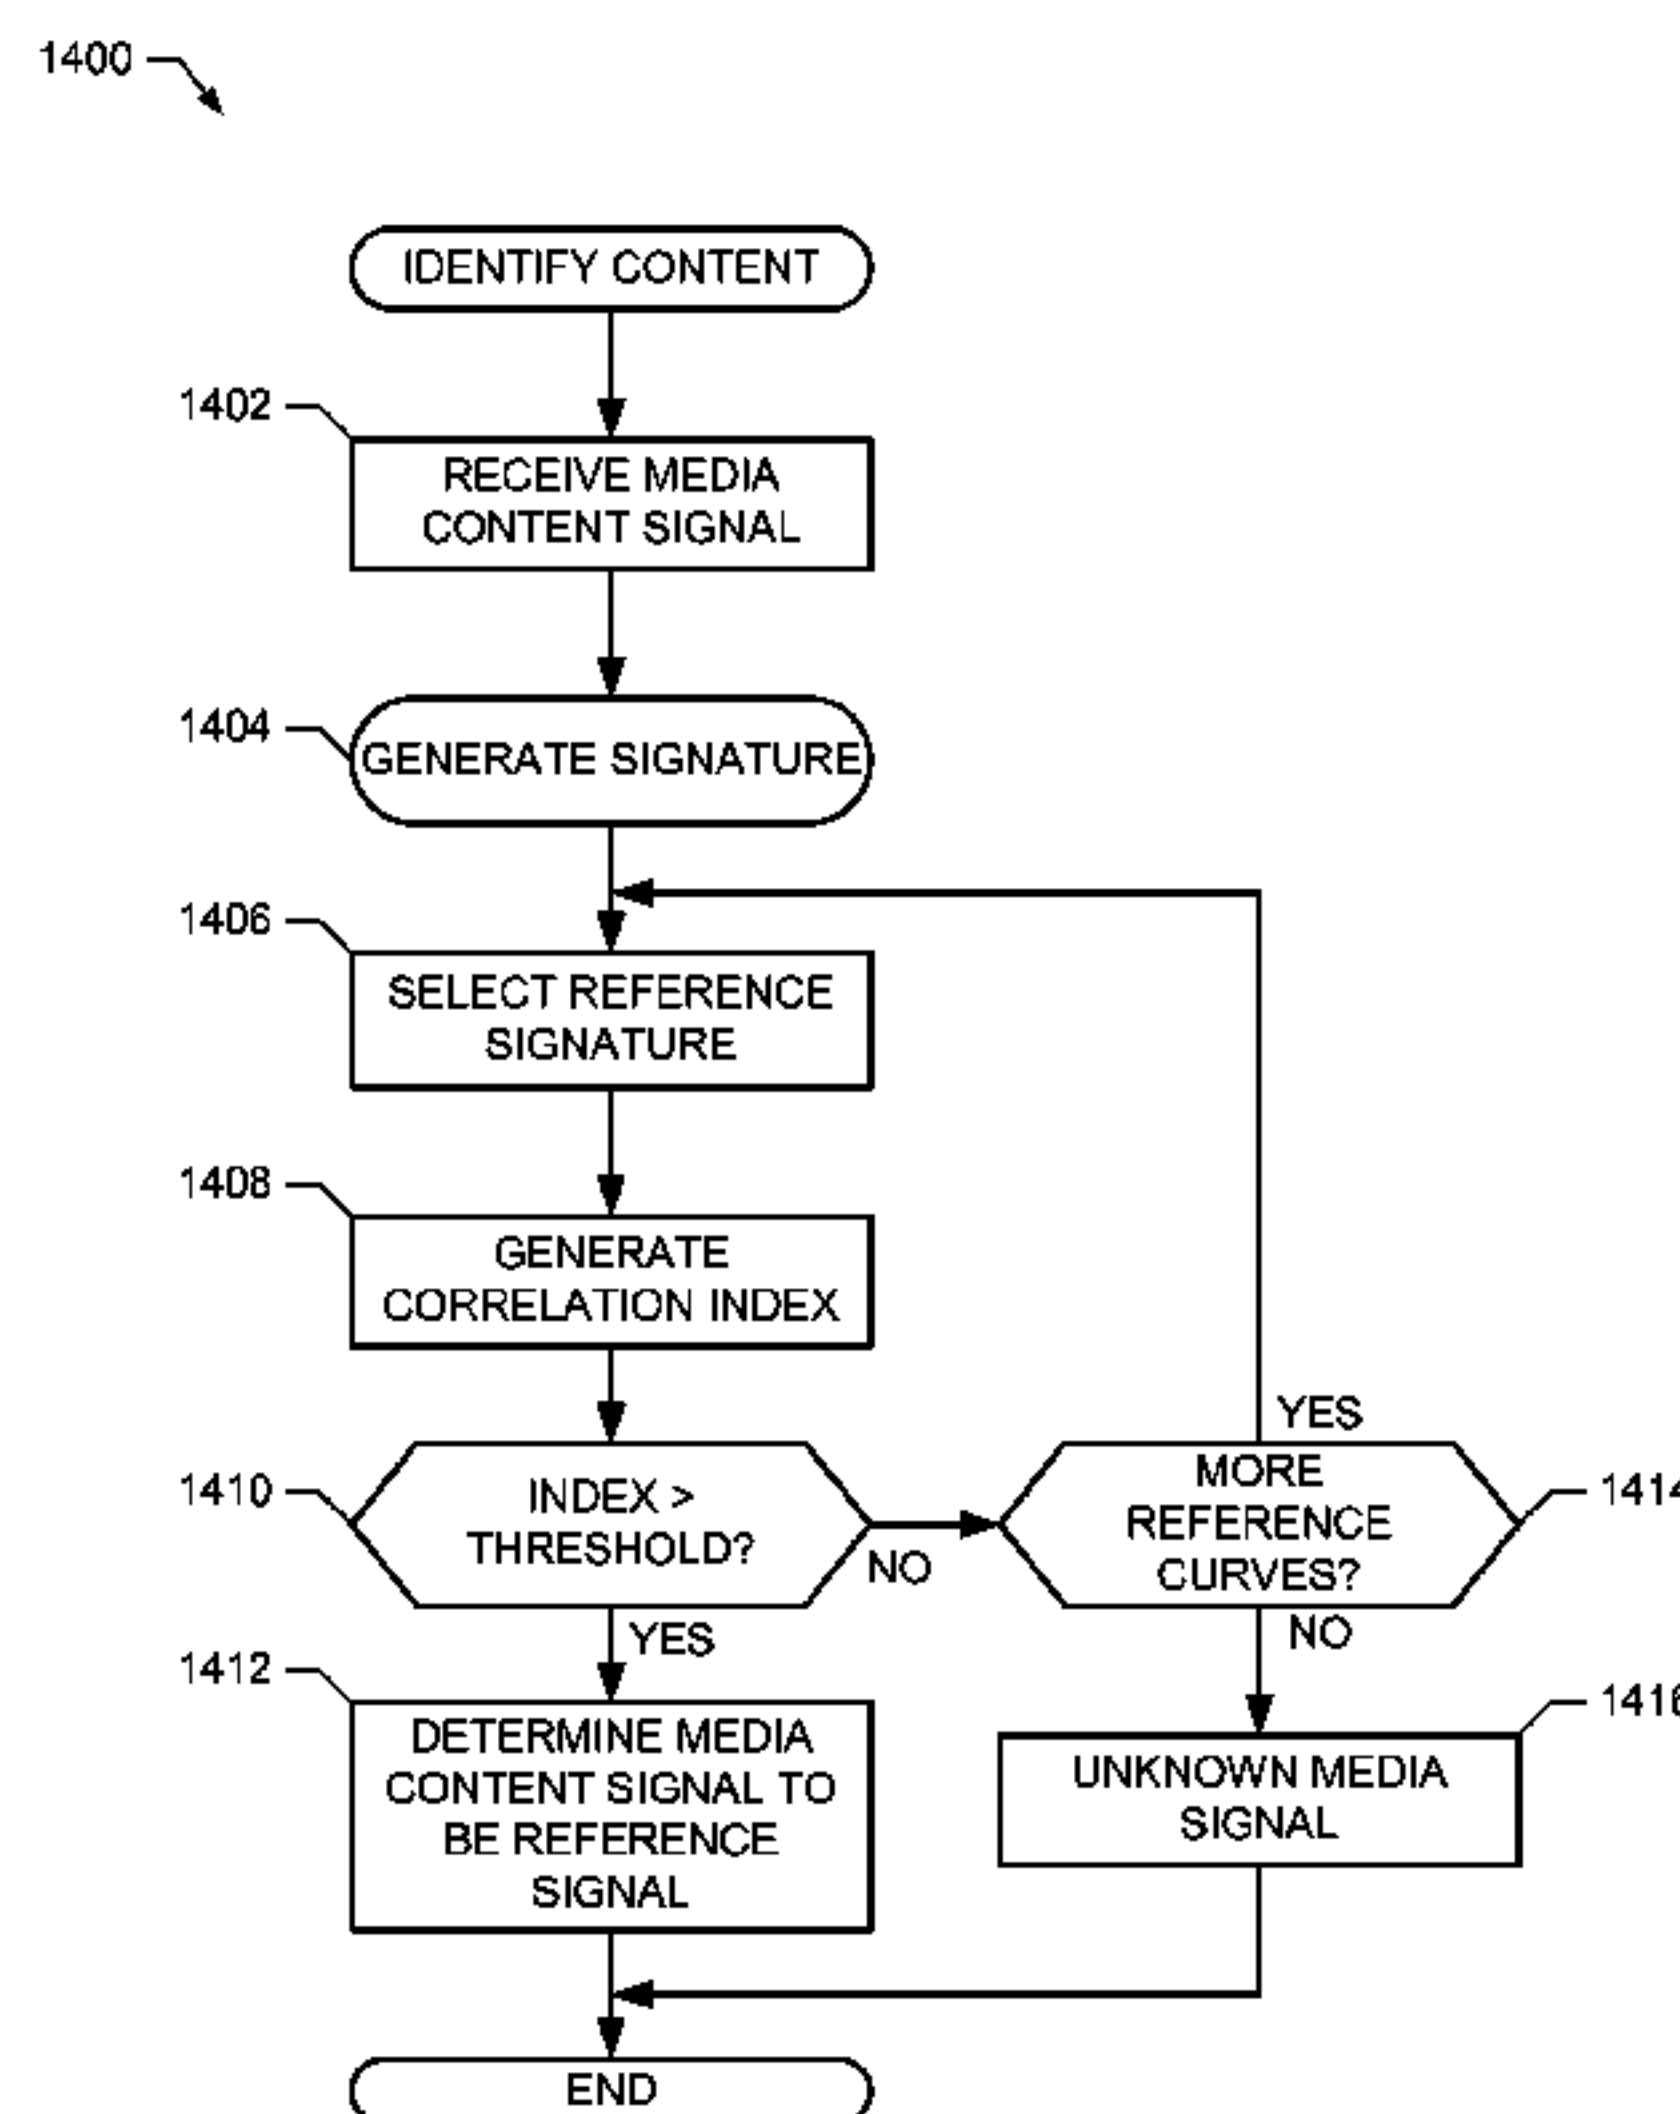 1400
IDENTIFY CONTENT
1402
RECEIVE MEDIA
CONTENT SIGNAL
1404
GENERATE SIGNATURE
1406
SELECT REFERENCE
SIGNATURE
1408
GENERATE
CORRELATION INDEX
1410
INDEX >
THRESHOLD?
NO
YES
MORE
REFERENCE
CURVES?
1414
YES
NO
1412
DETERMINE MEDIA
CONTENT SIGNAL TO
BE REFERENCE
SIGNAL
1416
UNKNOWN MEDIA
SIGNAL
END